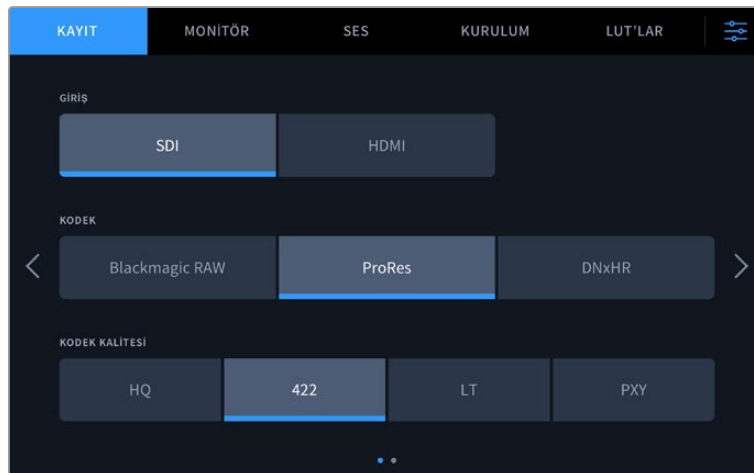 KAYIT MONİTÖR SES KURULUM LUT'LAR
GİRİŞ
SDI HDMI
KODEK
Blackmagic RAW ProRes DNxHR
KODEK KALİTESİ
HQ 422 LT PXY